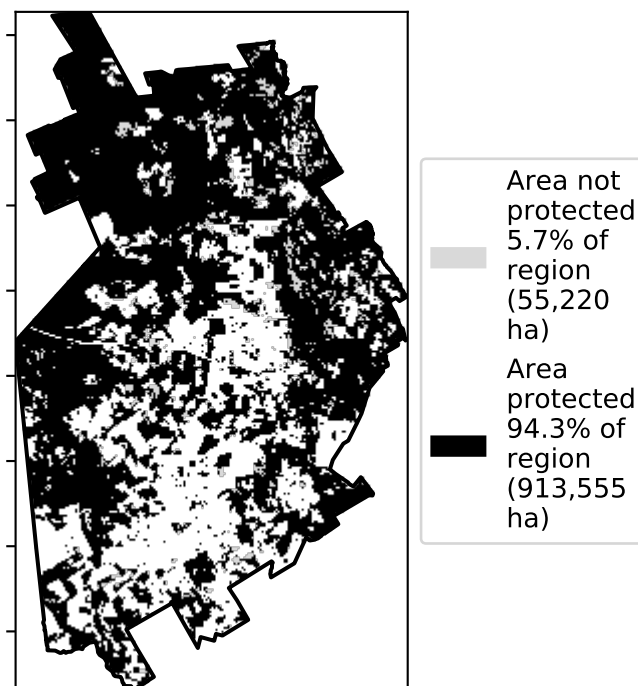 Area not
protected
5.7% of
region
(55,220
ha)
Area
protected
94.3% of
region
(913,555
ha)